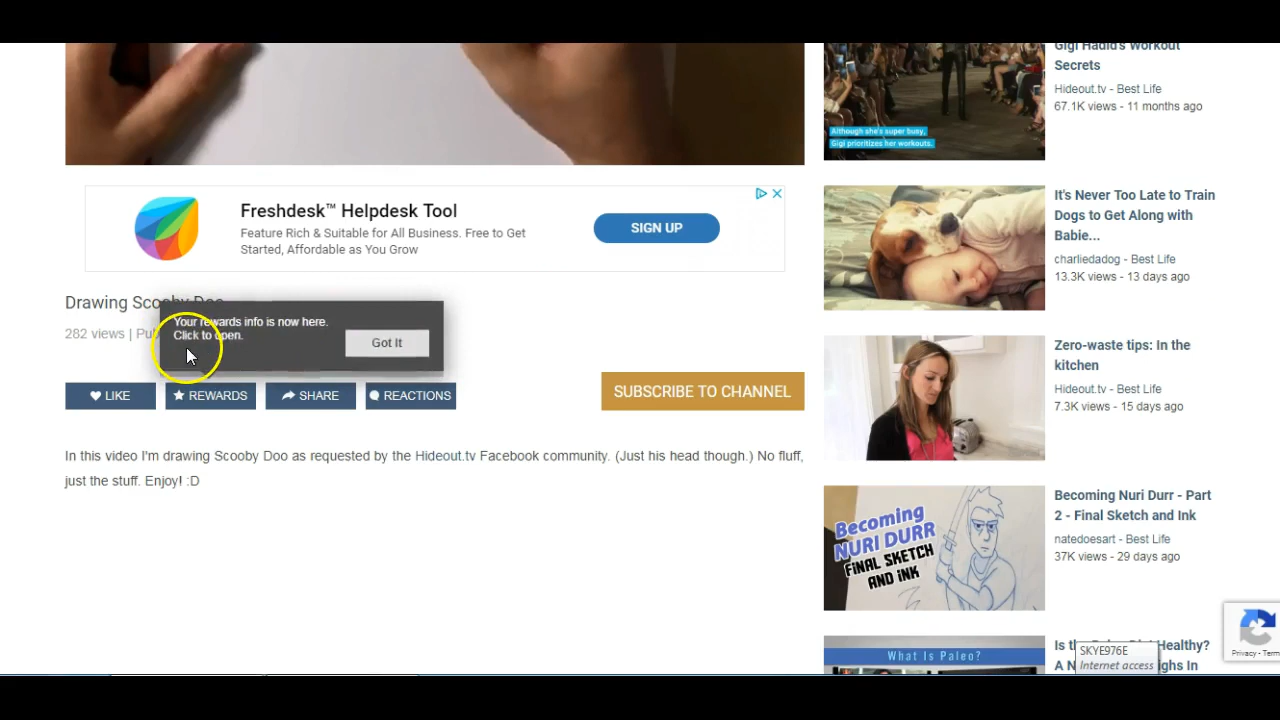 Freshdesk™ Helpdesk Tool
Feature Rich & Suitable for All Business. Free to Get
Started, Affordable as You Grow
SIGN UP
Drawing Scooby Doo
282 views |
Your rewards info is now here.
Click to open.
Got It
LIKE
REWARDS
SHARE
REACTIONS
SUBSCRIBE TO CHANNEL
In this video I'm drawing Scooby Doo as requested by the Hideout.tv Facebook community. (Just his head though.) No fluff,
just the stuff. Enjoy! :D
Although she's super busy,
Gigi prioritizes her workouts.
Gigi Hadid's Workout
Secrets
Hideout.tv - Best Life
67.1K views - 11 months ago
It's Never Too Late to Train
Dogs to Get Along with
Babie...
charliedadog - Best Life
13.3K views - 13 days ago
Zero-waste tips: In the
kitchen
Hideout.tv - Best Life
7.3K views - 15 days ago
Becoming
NURI DURR
FINAL SKETCH
AND INK
Becoming Nuri Durr - Part
2 - Final Sketch and Ink
natedoesart - Best Life
37K views - 29 days ago
What Is Paleo?
Healthy?
SKYE976E
Internet access
Privacy - Term